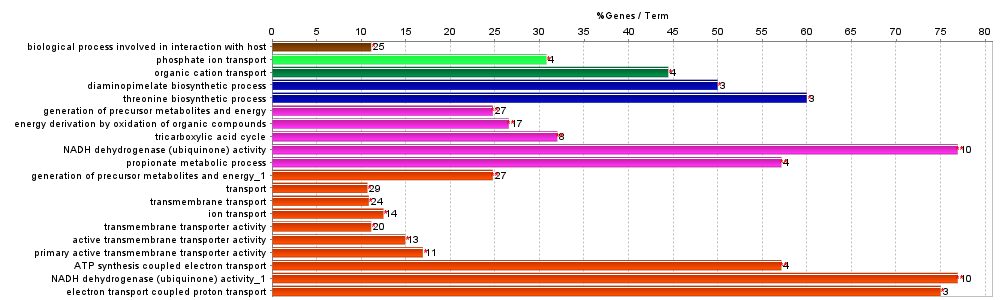 %Genes / Term
0 5 10 15 20 25 30 35 40 45 50 55 60 65 70 75 80
biological process involved in interaction with host *25
phosphate ion transport *4
organic cation transport *4
diaminopimelate biosynthetic process *3
threonine biosynthetic process *3
generation of precursor metabolites and energy *27
energy derivation by oxidation of organic compounds **17
tricarboxylic acid cycle **8
NADH dehydrogenase (ubiquinone) activity **10
propionate metabolic process **4
generation of precursor metabolites and energy_1 *27
transport *29
transmembrane transport *24
ion transport *14
transmembrane transporter activity *20
active transmembrane transporter activity *13
primary active transmembrane transporter activity *11
ATP synthesis coupled electron transport *4
NADH dehydrogenase (ubiquinone) activity_1 **10
electron transport coupled proton transport *3